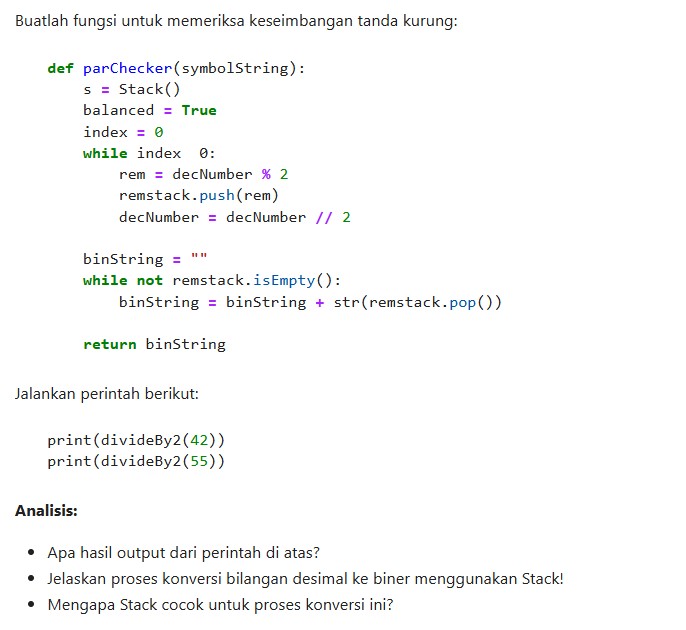 Buatlah fungsi untuk memeriksa keseimbangan tanda kurung:
def parChecker(symbolString):
    s = Stack()
    balanced = True
    index = 0
    while index  0:
        rem = decNumber % 2
        remstack.push(rem)
        decNumber = decNumber // 2
    binString = ""
    while not remstack.isEmpty():
        binString = binString + str(remstack.pop())
    return binString
Jalankan perintah berikut:
print(divideBy2(42))
print(divideBy2(55))
Analisis:
• Apa hasil output dari perintah di atas?
• Jelaskan proses konversi bilangan desimal ke biner menggunakan Stack!
• Mengapa Stack cocok untuk proses konversi ini?